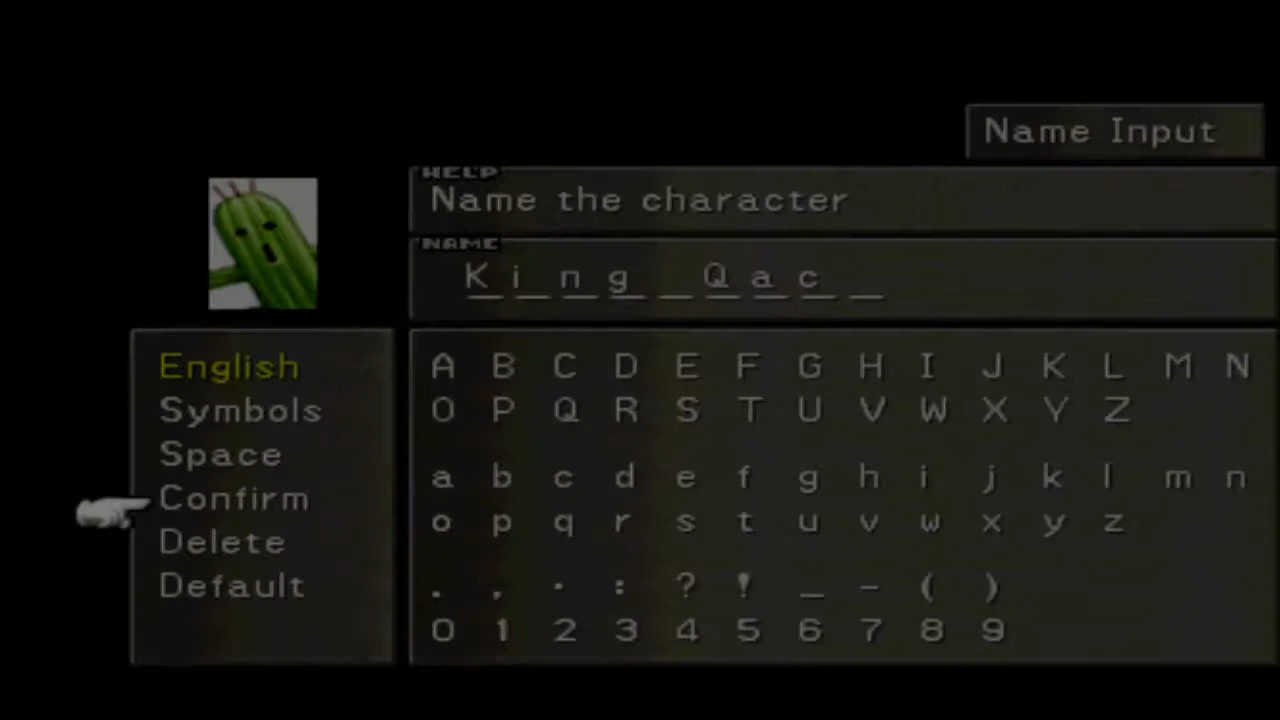 Name Input
HELP
Name the character
NAME
King Qac
English
Symbols
Space
Confirm
Delete
Default
A B C D E F G H I J K L M N
O P Q R S T U V W X Y Z
a b c d e f g h i j k l m n
o p q r s t u v w x y z
. , · : ? ! _ - ( )
0 1 2 3 4 5 6 7 8 9